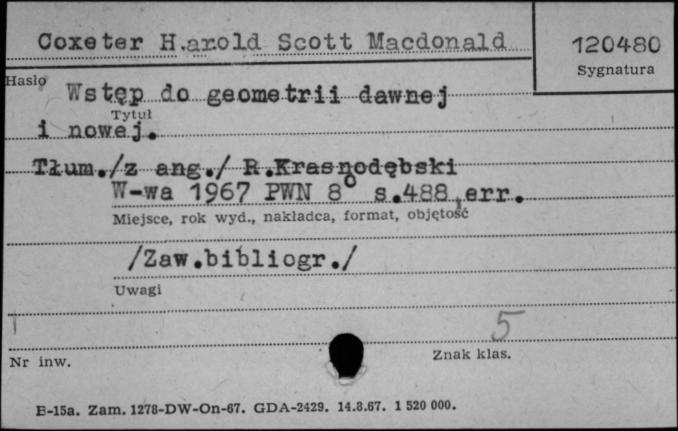 Coxeter H.arold Scott Macdonald
120480
Sygnatura
Hasło
Wstęp do geometrii dawnej
Tytuł
i nowej.
Tłum./z ang./ R.Krasnodębski
W-wa 1967 PWN 8° s.488,err.
Miejsce, rok wyd., nakładca, format, objętość
/Zaw.bibliogr./
Uwagi
5
Nr inw.
Znak klas.
E-15a. Zam. 1278-DW-On-67. GDA-2429. 14.8.67. 1 520 000.